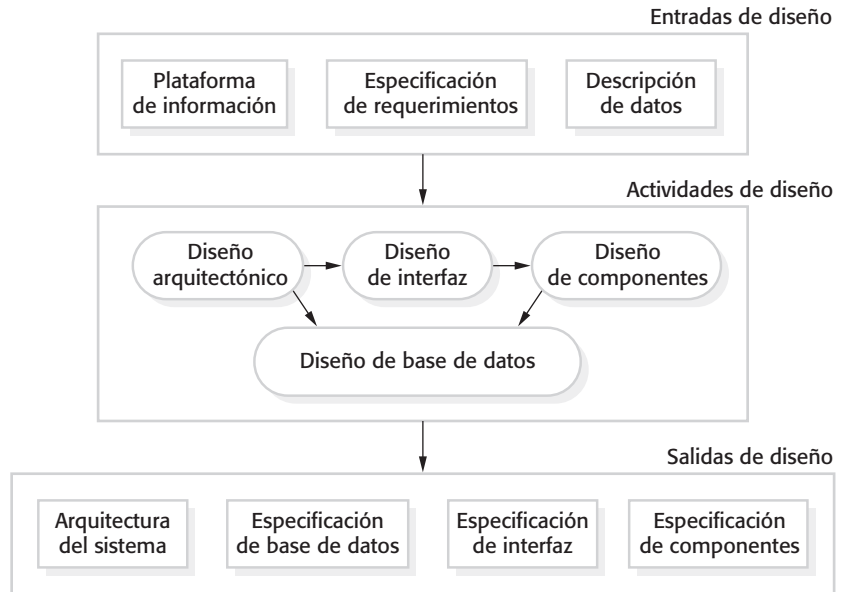 Entradas de diseño
Plataforma
de información
Especificación
de requerimientos
Descripción
de datos
Actividades de diseño
Diseño
arquitectónico
Diseño
de interfaz
Diseño
de componentes
Diseño de base de datos
Salidas de diseño
Arquitectura
del sistema
Especificación
de base de datos
Especificación
de interfaz
Especificación
de componentes